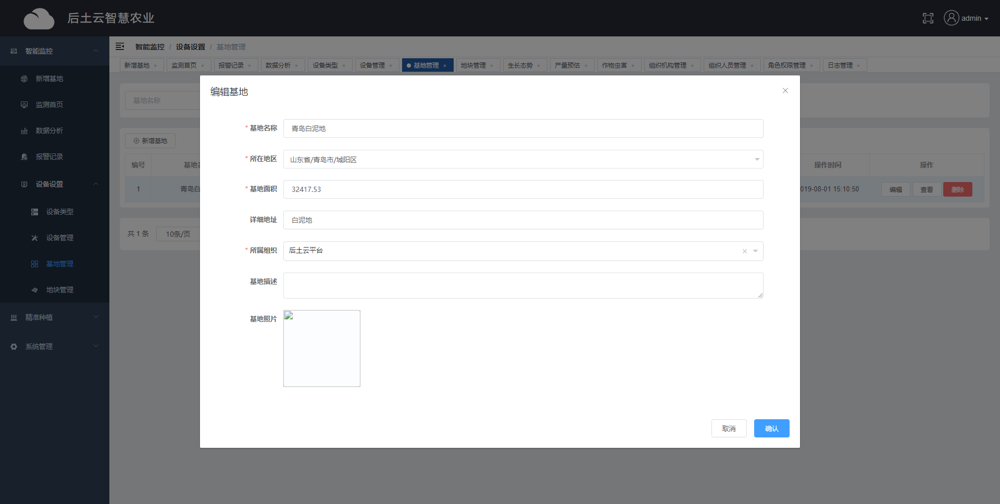 后土云智慧农业
admin
智能监控 / 设备设置 / 基地管理
新增基地 × 监测首页 × 报警记录 × 数据分析 × 设备类型 × 设备管理 × 基地管理 × 地块管理 × 生长态势 × 产量预估 × 作物虫害 × 组织机构管理 × 组织人员管理 × 角色权限管理 × 日志管理 ×
智能监控
新增基地
监测首页
数据分析
报警记录
设备设置
设备类型
设备管理
基地管理
地块管理
精准种植
系统管理
基地名称
新增基地
编号 基地 操作时间 操作
1 青岛白 019-08-01 15:10:50 编辑 查看 删除
共 1 条 10条/页
编辑基地
* 基地名称 青岛白泥地
* 所在地区 山东省/青岛市/城阳区
* 基地面积 32417.53
详细地址 白泥地
* 所属组织 后土云平台
基地描述
基地照片
取消 确认